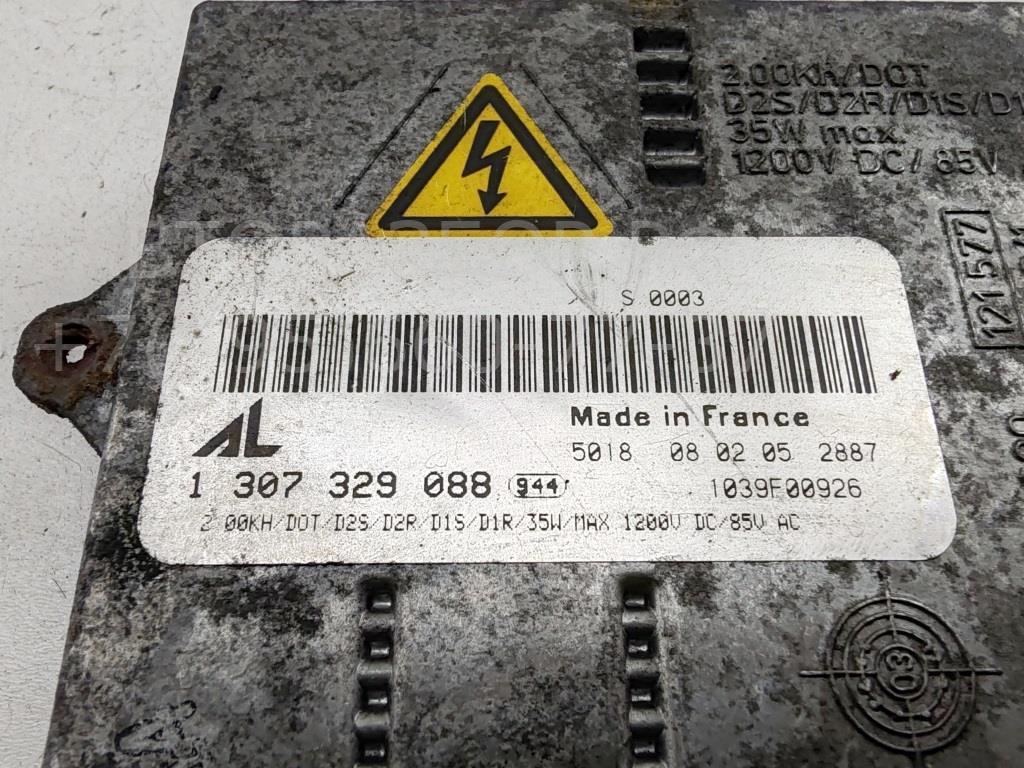 2.00KH/DOT
D2S/D2R/D1S/D1
35W max.
1200V DC/85V
121577
S 0003
AL
Made in France
5018 08 02 05 2887
1 307 329 088 944
1039F00926
2 00KH/DOT/D2S/D2R/D1S/D1R/35W/MAX 1200V DC/85V AC
03